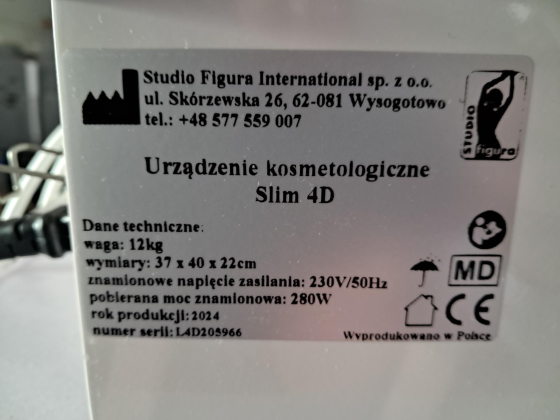 Studio Figura International sp. z o.o.
ul. Skórzewska 26, 62-081 Wysogotowo
tel.: +48 577 559 007
STUDIO
figura
Urządzenie kosmetologiczne
Slim 4D
Dane techniczne:
waga: 12kg
wymiary: 37 x 40 x 22cm
znamionowe napięcie zasilania: 230V/50Hz
pobierana moc znamionowa: 280W
rok produkcji: 2024
numer serii: L4D205966
MD
CE
Wyprodukowano w Polsce